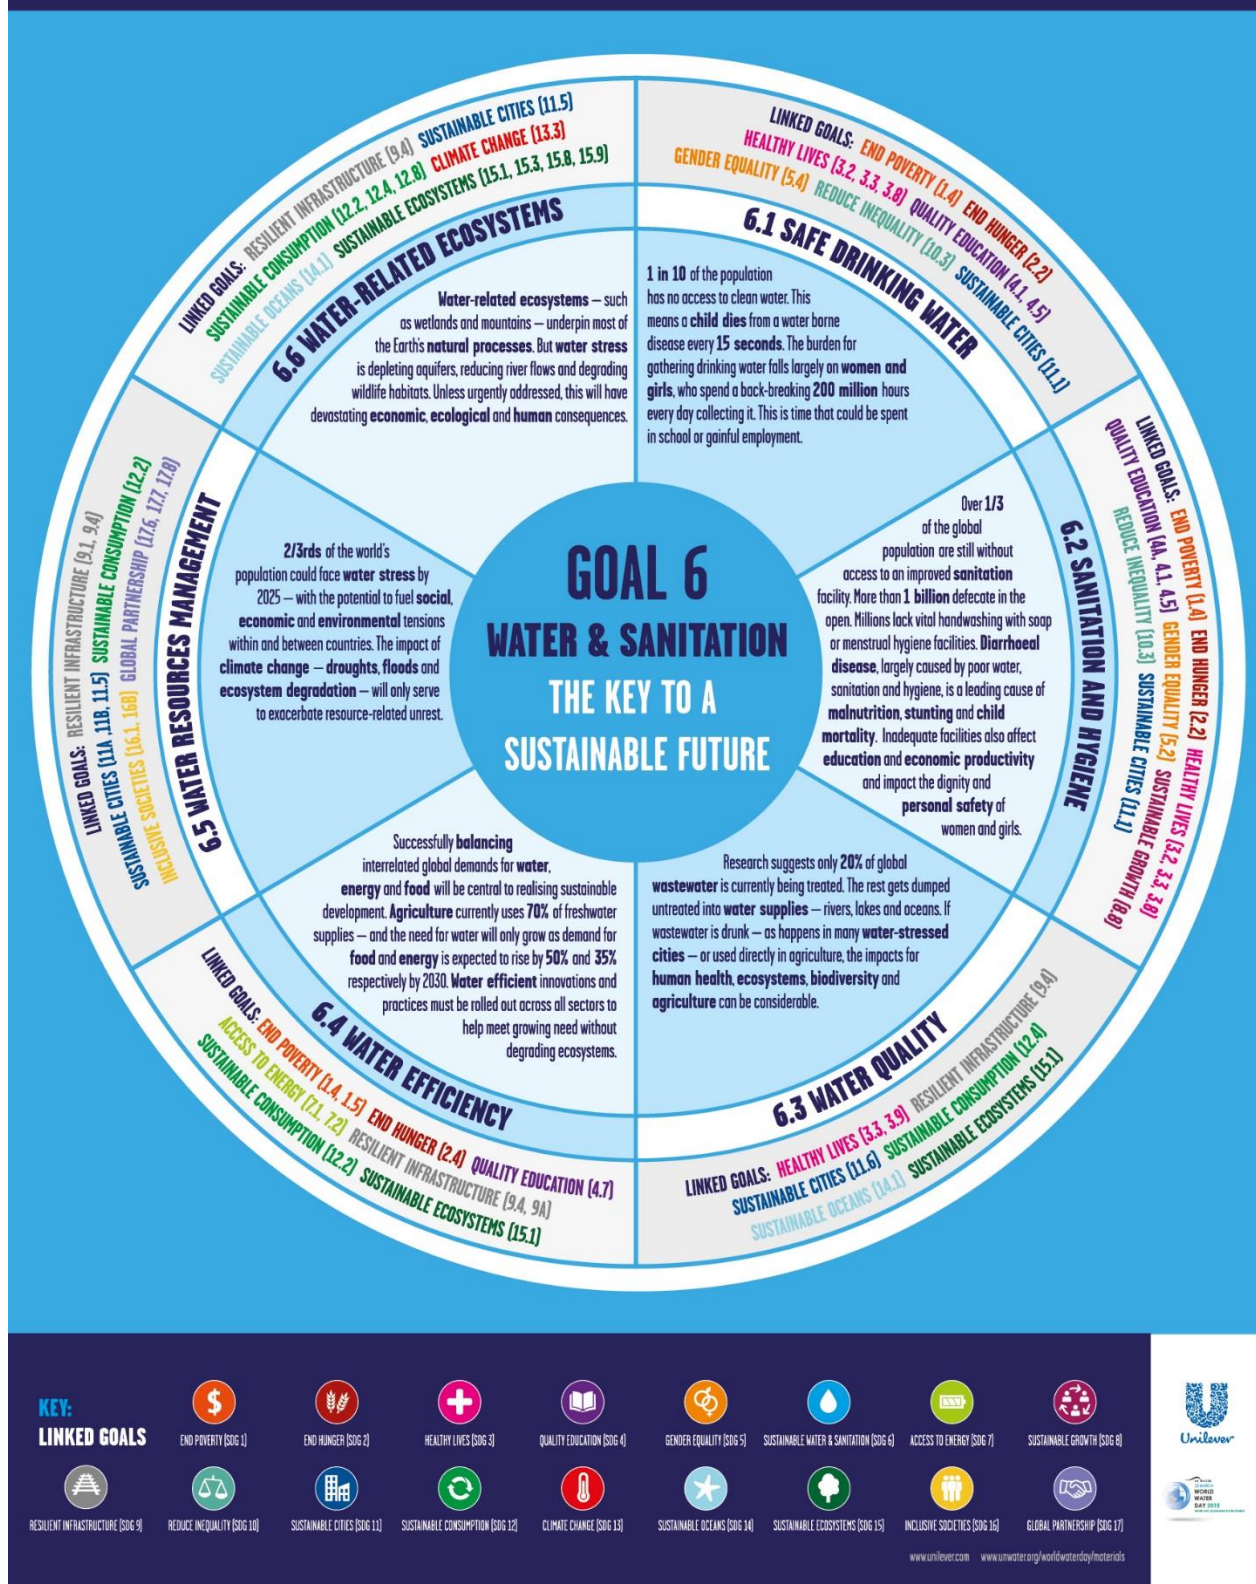 GOAL 6
WATER & SANITATION
THE KEY TO A
SUSTAINABLE FUTURE
LINKED GOALS: END POVERTY (1.4) END HUNGER (2.2)
HEALTHY LIVES (3.2, 3.3, 3.8) QUALITY EDUCATION (4.1, 4.5)
GENDER EQUALITY (5.4) REDUCE INEQUALITY (10.3) SUSTAINABLE CITIES (11.1)
6.1 SAFE DRINKING WATER
1 in 10 of the population
has no access to clean water. This
means a child dies from a water borne
disease every 15 seconds. The burden for
gathering drinking water falls largely on women and
girls, who spend a back-breaking 200 million hours
every day collecting it. This is time that could be spent
in school or gainful employment.
LINKED GOALS: END POVERTY (1.4) END HUNGER (2.2) HEALTHY LIVES (3.2, 3.3, 3.8)
QUALITY EDUCATION (4A, 4.1, 4.5) GENDER EQUALITY (5.2) SUSTAINABLE GROWTH (8.8)
REDUCE INEQUALITY (10.3) SUSTAINABLE CITIES (11.1)
6.2 SANITATION AND HYGIENE
Over 1/3
of the global
population are still without
access to an improved sanitation
facility. More than 1 billion defecate in the
open. Millions lack vital handwashing with soap
or menstrual hygiene facilities. Diarrhoeal
disease, largely caused by poor water,
sanitation and hygiene, is a leading cause of
malnutrition, stunting and child
mortality. Inadequate facilities also affect
education and economic productivity
and impact the dignity and
personal safety of
women and girls.
Research suggests only 20% of global
wastewater is currently being treated. The rest gets dumped
untreated into water supplies – rivers, lakes and oceans. If
wastewater is drunk – as happens in many water-stressed
cities – or used directly in agriculture, the impacts for
human health, ecosystems, biodiversity and
agriculture can be considerable.
6.3 WATER QUALITY
LINKED GOALS: HEALTHY LIVES (3.3, 3.9) RESILIENT INFRASTRUCTURE (9.4)
SUSTAINABLE CITIES (11.6) SUSTAINABLE CONSUMPTION (12.4)
SUSTAINABLE OCEANS (14.1) SUSTAINABLE ECOSYSTEMS (15.1)
Successfully balancing
interrelated global demands for water,
energy and food will be central to realising sustainable
development. Agriculture currently uses 70% of freshwater
supplies – and the need for water will only grow as demand for
food and energy is expected to rise by 50% and 35%
respectively by 2030. Water efficient innovations and
practices must be rolled out across all sectors to
help meet growing need without
degrading ecosystems.
6.4 WATER EFFICIENCY
LINKED GOALS: END POVERTY (1.4, 1.5) END HUNGER (2.4) QUALITY EDUCATION (4.7)
ACCESS TO ENERGY (7.1, 7.2) RESILIENT INFRASTRUCTURE (9.4, 9A)
SUSTAINABLE CONSUMPTION (12.2) SUSTAINABLE ECOSYSTEMS (15.1)
LINKED GOALS: RESILIENT INFRASTRUCTURE (9.1, 9.4)
SUSTAINABLE CITIES (11A ,11B, 11.5) SUSTAINABLE CONSUMPTION (12.2)
INCLUSIVE SOCIETIES (16.1, 16B) GLOBAL PARTNERSHIP (17.6, 17.7, 17.8)
6.5 WATER RESOURCES MANAGEMENT
2/3rds of the world's
population could face water stress by
2025 – with the potential to fuel social,
economic and environmental tensions
within and between countries. The impact of
climate change – droughts, floods and
ecosystem degradation – will only serve
to exacerbate resource-related unrest.
LINKED GOALS: RESILIENT INFRASTRUCTURE (9.4) SUSTAINABLE CITIES (11.5)
SUSTAINABLE CONSUMPTION (12.2, 12.4, 12.8) CLIMATE CHANGE (13.3)
SUSTAINABLE OCEANS (14.1) SUSTAINABLE ECOSYSTEMS (15.1, 15.3, 15.8, 15.9)
6.6 WATER-RELATED ECOSYSTEMS
Water-related ecosystems – such
as wetlands and mountains – underpin most of
the Earth's natural processes. But water stress
is depleting aquifers, reducing river flows and degrading
wildlife habitats. Unless urgently addressed, this will have
devastating economic, ecological and human consequences.
KEY:
LINKED GOALS
END POVERTY (SDG 1)
END HUNGER (SDG 2)
HEALTHY LIVES (SDG 3)
QUALITY EDUCATION (SDG 4)
GENDER EQUALITY (SDG 5)
SUSTAINABLE WATER & SANITATION (SDG 6)
ACCESS TO ENERGY (SDG 7)
SUSTAINABLE GROWTH (SDG 8)
RESILIENT INFRASTRUCTURE (SDG 9)
REDUCE INEQUALITY (SDG 10)
SUSTAINABLE CITIES (SDG 11)
SUSTAINABLE CONSUMPTION (SDG 12)
CLIMATE CHANGE (SDG 13)
SUSTAINABLE OCEANS (SDG 14)
SUSTAINABLE ECOSYSTEMS (SDG 15)
INCLUSIVE SOCIETIES (SDG 16)
GLOBAL PARTNERSHIP (SDG 17)
www.unilever.com www.unwater.org/worldwaterday/materials
Unilever
WORLD
WATER
DAY 2015